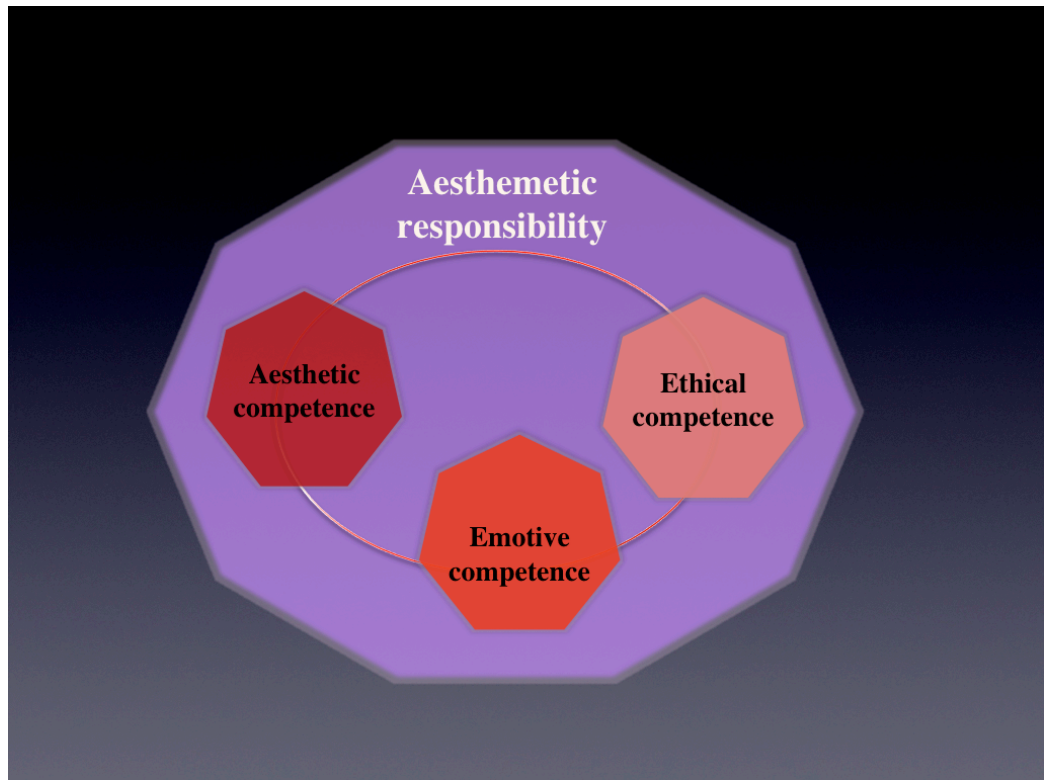 Aesthemetic
responsibility
Aesthetic
competence
Ethical
competence
Emotive
competence